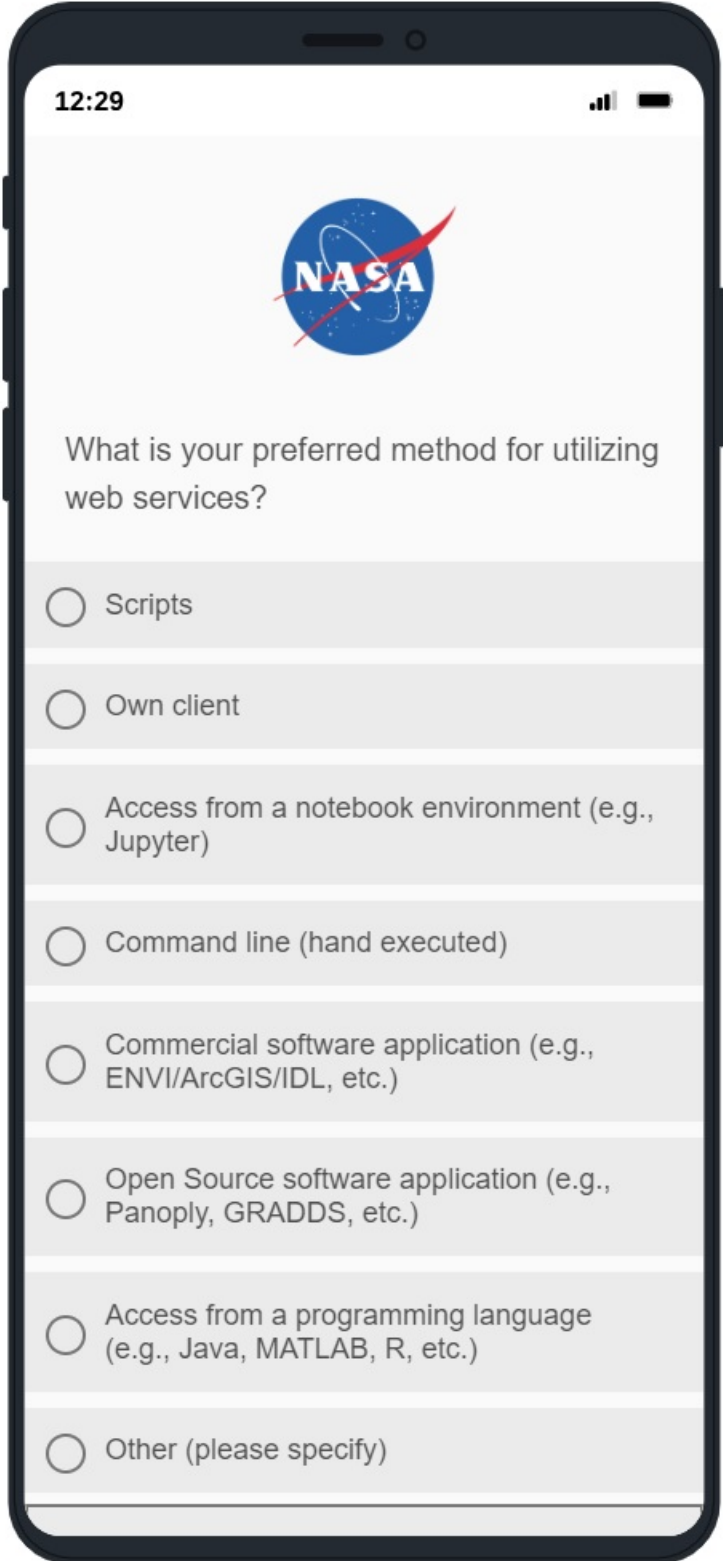 12:29
NASA
What is your preferred method for utilizing
web services?
Scripts
Own client
Access from a notebook environment (e.g.,
Jupyter)
Command line (hand executed)
Commercial software application (e.g.,
ENVI/ArcGIS/IDL, etc.)
Open Source software application (e.g.,
Panoply, GRADDS, etc.)
Access from a programming language
(e.g., Java, MATLAB, R, etc.)
Other (please specify)